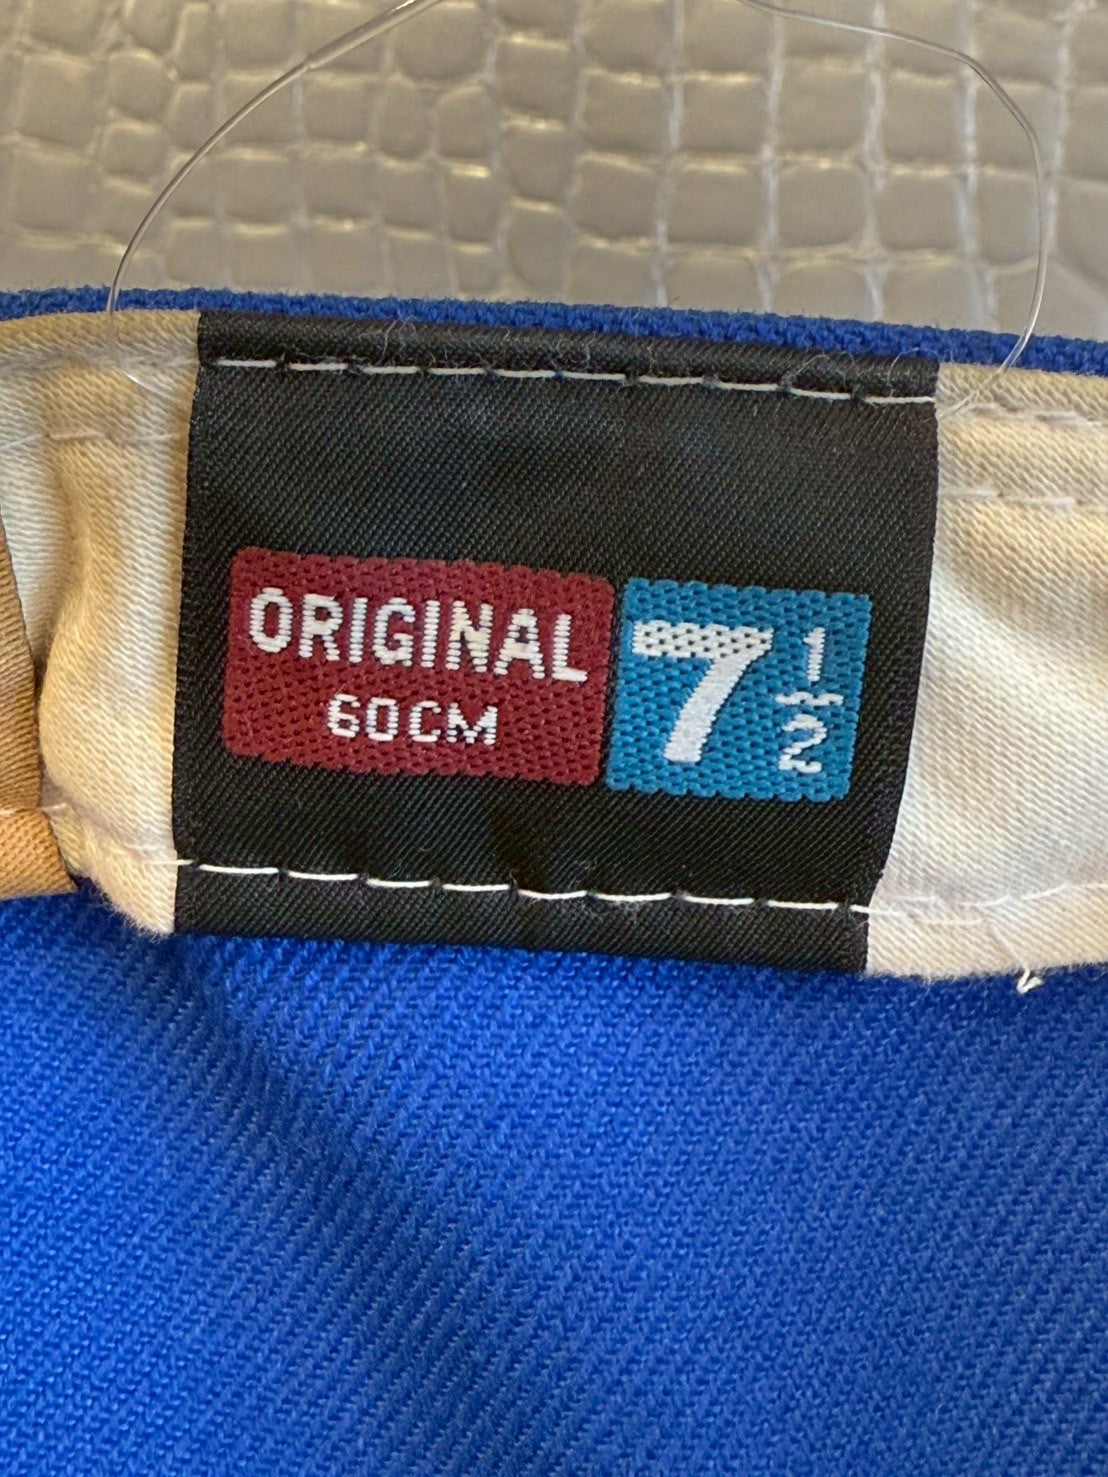 ORIGINAL
60CM
7 1/2